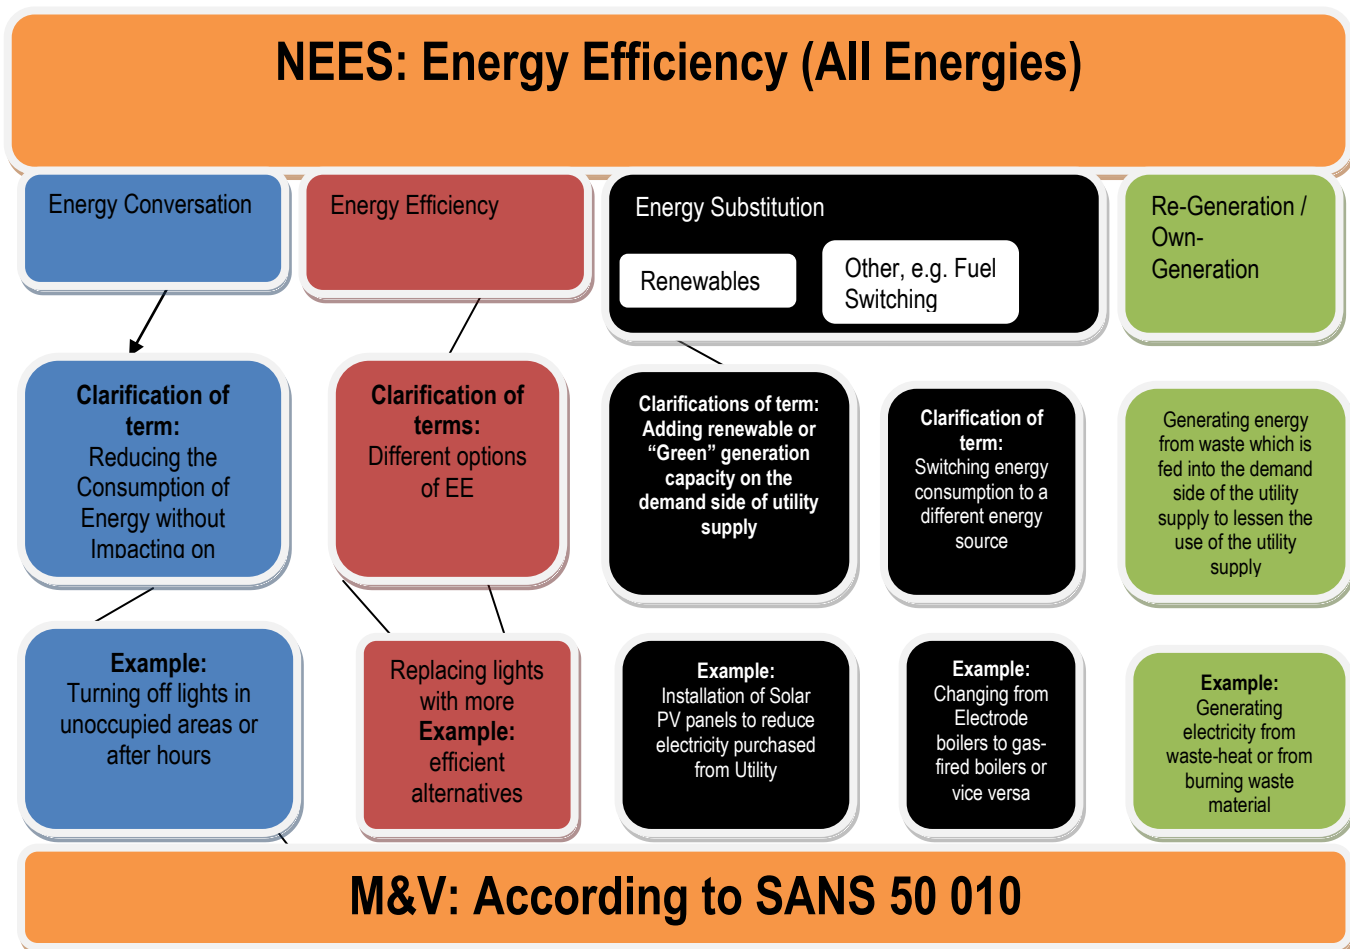 NEES: Energy Efficiency (All Energies)
Energy Conversation
Energy Efficiency
Energy Substitution
Renewables
Other, e.g. Fuel
Switching
Re-Generation /
Own-
Generation
Clarification of
term:
Reducing the
Consumption of
Energy without
Impacting on
Clarification of
terms:
Different options
of EE
Clarifications of term:
Adding renewable or
“Green” generation
capacity on the
demand side of utility
supply
Clarification of
term:
Switching energy
consumption to a
different energy
source
Generating energy
from waste which is
fed into the demand
side of the utility
supply to lessen the
use of the utility
supply
Example:
Turning off lights in
unoccupied areas or
after hours
Replacing lights
with more
Example:
efficient
alternatives
Example:
Installation of Solar
PV panels to reduce
electricity purchased
from Utility
Example:
Changing from
Electrode
boilers to gas-
fired boilers or
vice versa
Example:
Generating
electricity from
waste-heat or from
burning waste
material
M&V: According to SANS 50 010